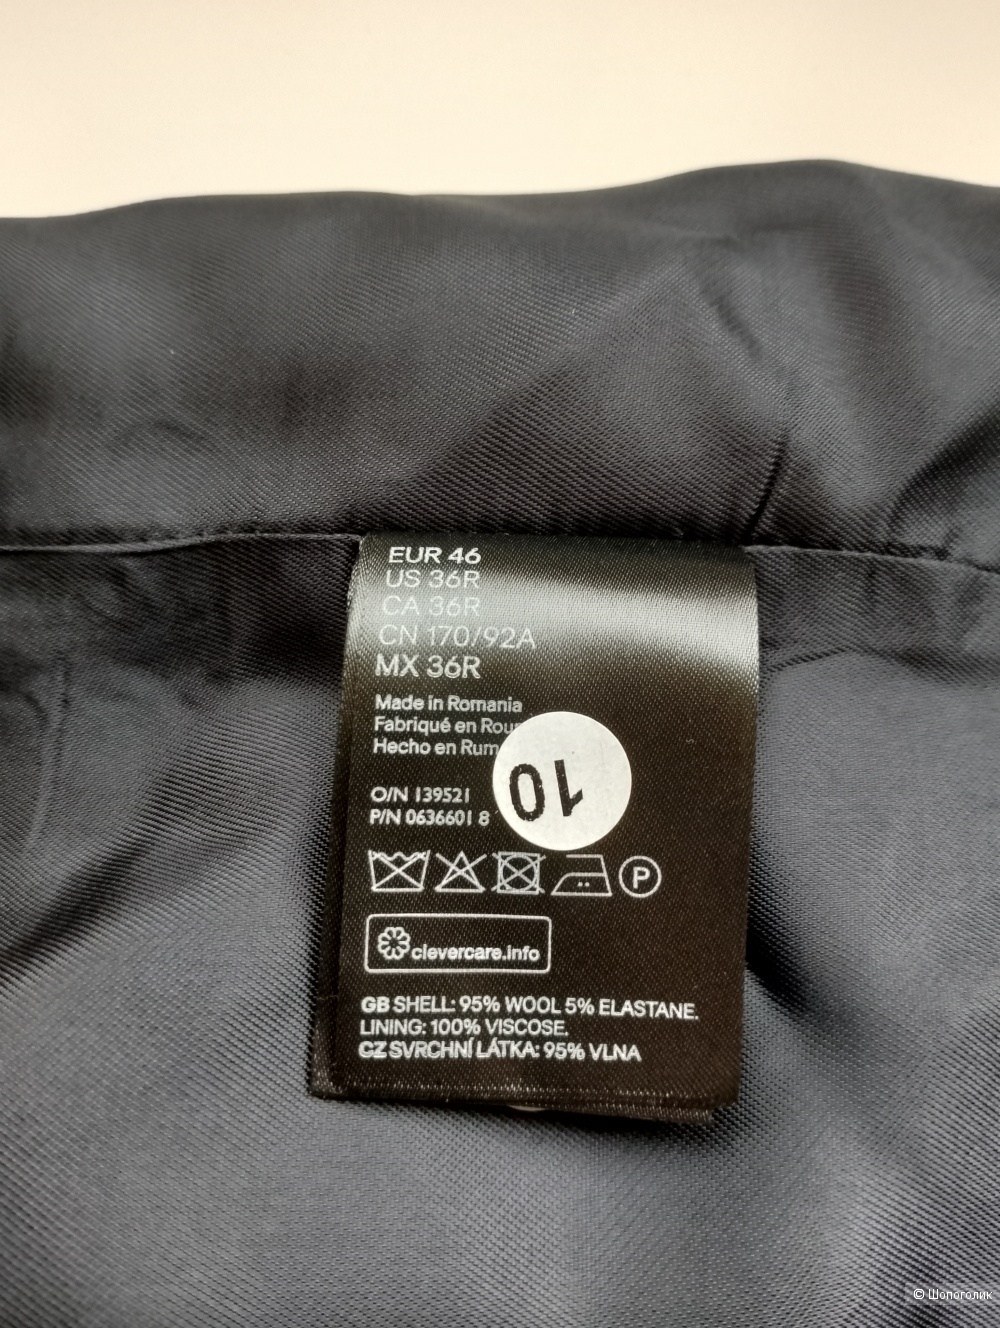 EUR 46
US 36R
CA 36R
CN 170/92A
MX 36R
Made in Romania
Fabriqué en
Hecho en
10
O/N 139521
P/N 0636601 8
P
clevercare.info
GB SHELL: 95% WOOL 5% ELASTANE.
LINING: 100% VISCOSE.
CZ SVRCHNÍ LÁTKA: 95% VLNA
© Шопоголик